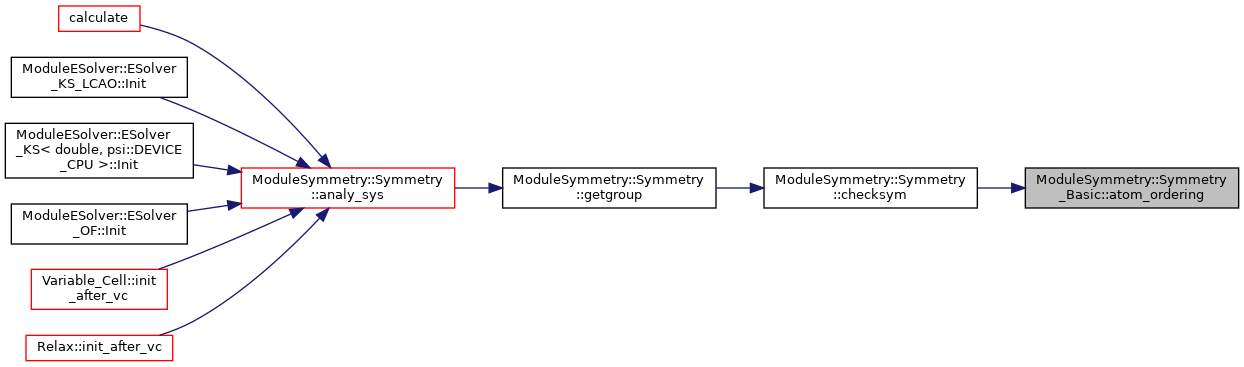 calculate
ModuleESolver::ESolver
_KS_LCAO::Init
ModuleESolver::ESolver
_KS< double, psi::DEVICE
_CPU >::Init
ModuleESolver::ESolver
_OF::Init
Variable_Cell::init
_after_vc
Relax::init_after_vc
ModuleSymmetry::Symmetry
::analy_sys
ModuleSymmetry::Symmetry
::getgroup
ModuleSymmetry::Symmetry
::checksym
ModuleSymmetry::Symmetry
_Basic::atom_ordering